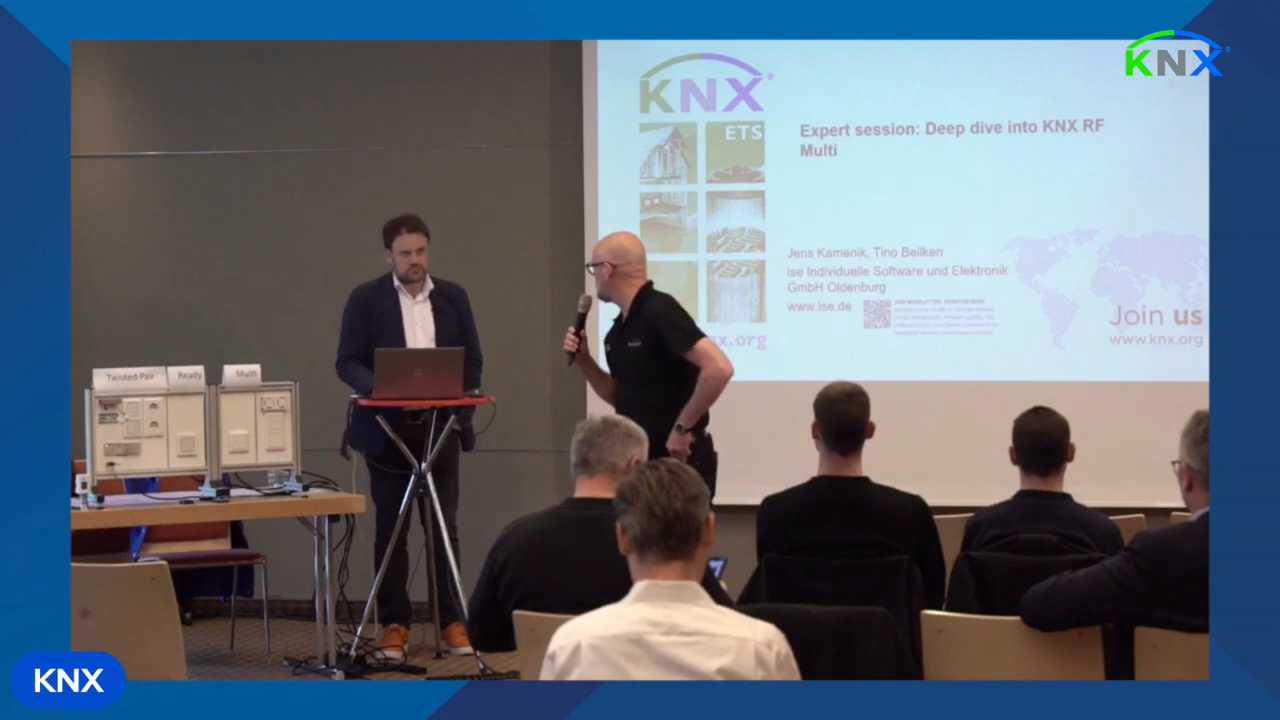 KNX
KNX
ETS
Expert session: Deep dive into KNX RF
Multi
Jens Kamenik, Tino Beilken
ise Individuelle Software und Elektronik
GmbH Oldenburg
www.ise.de
Join us
www.knx.org
Twisted Pair
Ready
Multi
KNX